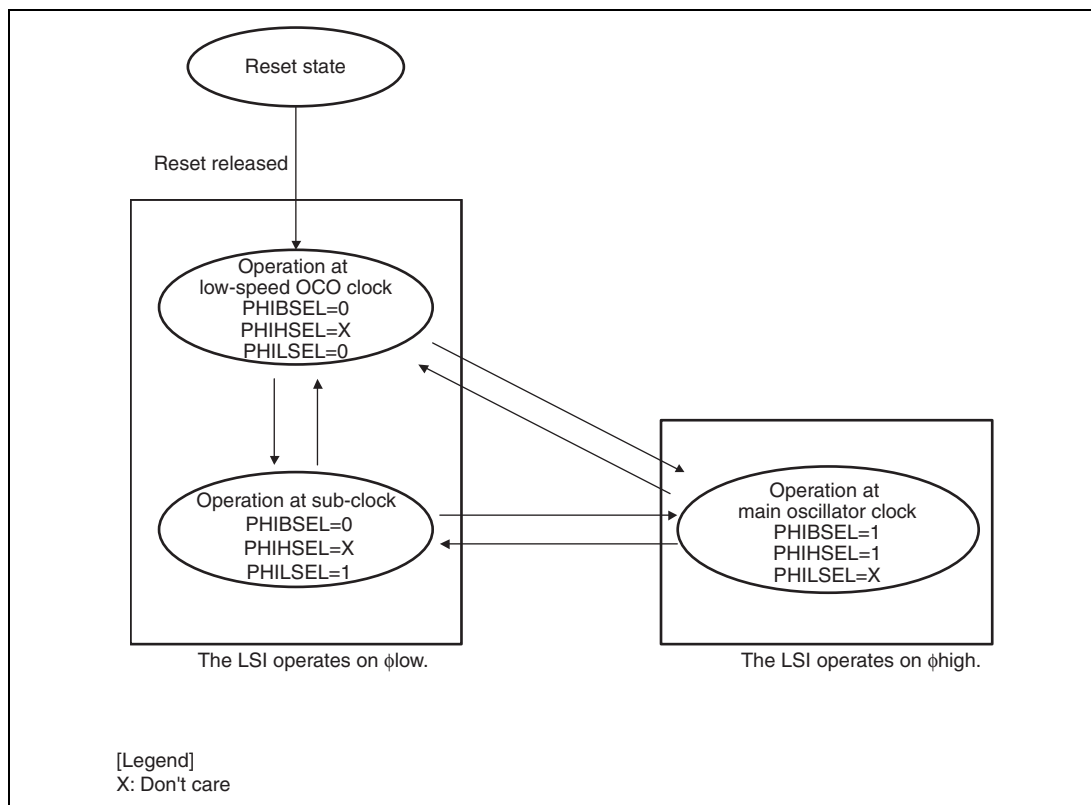 Reset state
Reset released
Operation at
low-speed OCO clock
PHIBSEL=0
PHIHSEL=X
PHILSEL=0
Operation at sub-clock
PHIBSEL=0
PHIHSEL=X
PHILSEL=1
Operation at
main oscillator clock
PHIBSEL=1
PHIHSEL=1
PHILSEL=X
The LSI operates on ϕlow.
The LSI operates on ϕhigh.
[Legend]
X: Don't care